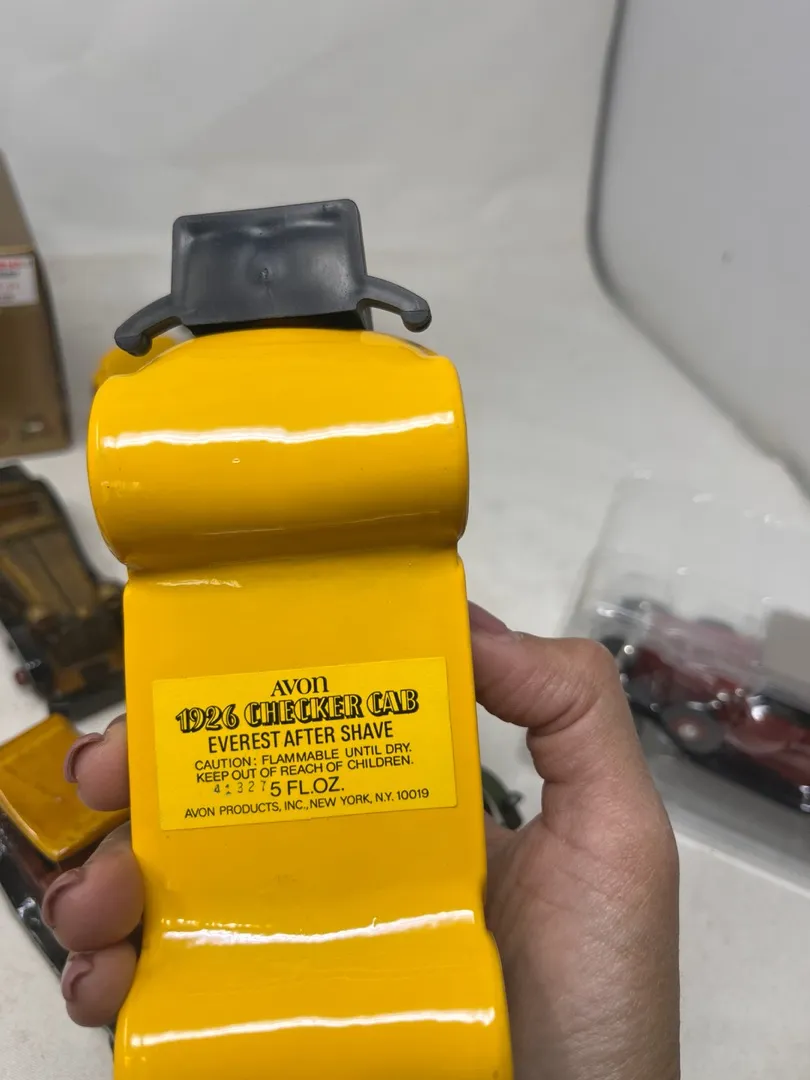 AVON
1926 CHECKER CAB
EVEREST AFTER SHAVE
CAUTION: FLAMMABLE UNTIL DRY.
KEEP OUT OF REACH OF CHILDREN.
41327 5 FL.OZ.
AVON PRODUCTS, INC., NEW YORK, N.Y. 10019